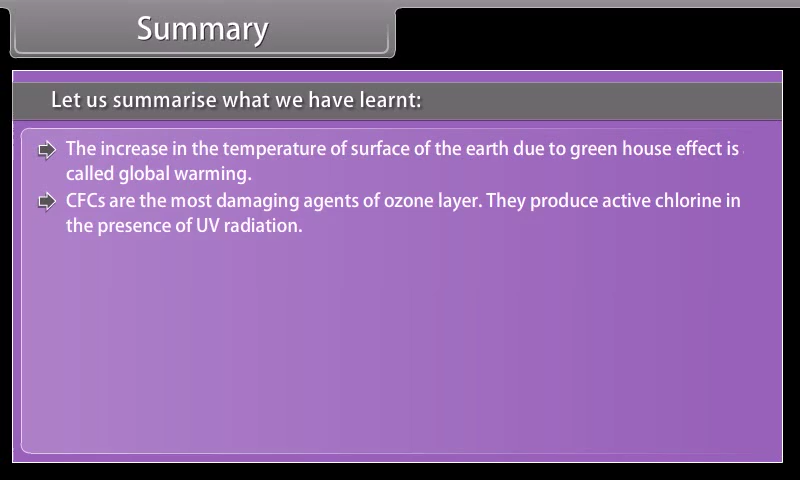 Summary
Let us summarise what we have learnt:
The increase in the temperature of surface of the earth due to green house effect is
called global warming.
CFCs are the most damaging agents of ozone layer. They produce active chlorine in
the presence of UV radiation.